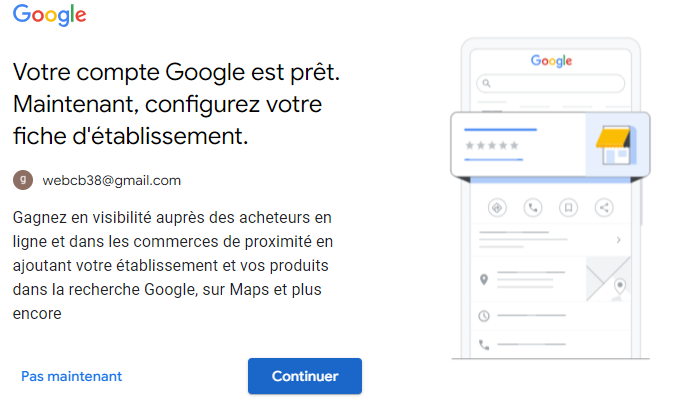 Google
Votre compte Google est prêt.
Maintenant, configurez votre
fiche d'établissement.
g webcb38@gmail.com
Gagnez en visibilité auprès des acheteurs en
ligne et dans les commerces de proximité en
ajoutant votre établissement et vos produits
dans la recherche Google, sur Maps et plus
encore
Pas maintenant Continuer
Google